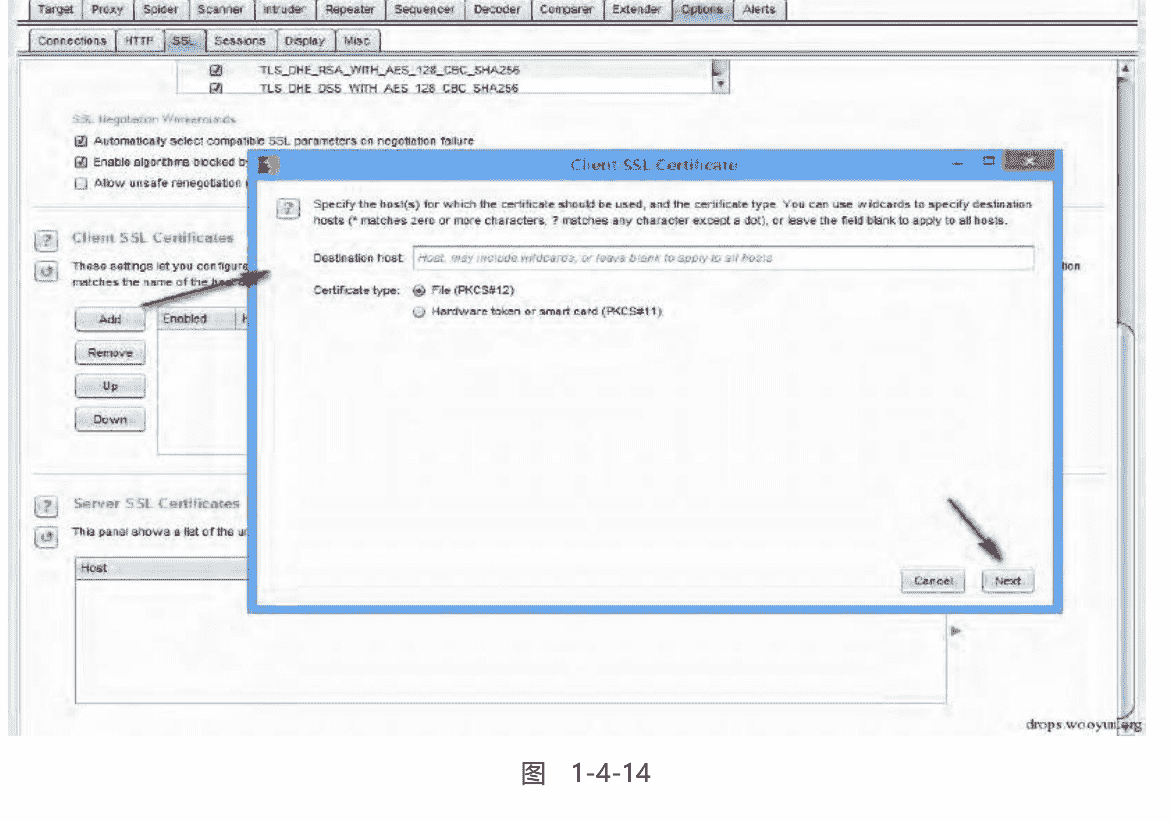 Target Proxy Spider Scanner Intruder Repeater Sequencer Decoder Comparer Extender Options Alerts
Connections HTTP SSL Sessions Display Misc
TLS_DHE_RSA_WITH_AES_128_CBC_SHA256
TLS_DHE_DSS_WITH_AES_128_CBC_SHA256
SSL Negotiation Workarounds
Automatically select compatible SSL parameters on negotiation failure
Enable algorithms blocked by
Allow unsafe renegotiation
Client SSL Certificate
Specify the host(s) for which the certificate should be used, and the certificate type. You can use wildcards to specify destination
hosts (* matches zero or more characters, ? matches any character except a dot), or leave the field blank to apply to all hosts.
Destination host: Host, may include wildcards, or leave blank to apply to all hosts
Certificate type: File (PKCS#12)
Hardware token or smart card (PKCS#11)
Cancel Next
Client SSL Certificates
These settings let you configure
matches the name of the host
Add Enabled
Remove
Up
Down
Server SSL Certificates
This panel shows a list of the
Host
drops.wooyun.org
图 1-4-14